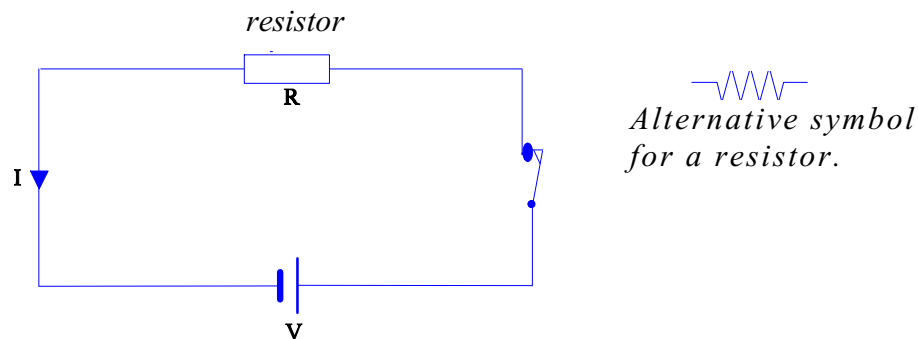 resistor
R
Alternative symbol
for a resistor.
I
V